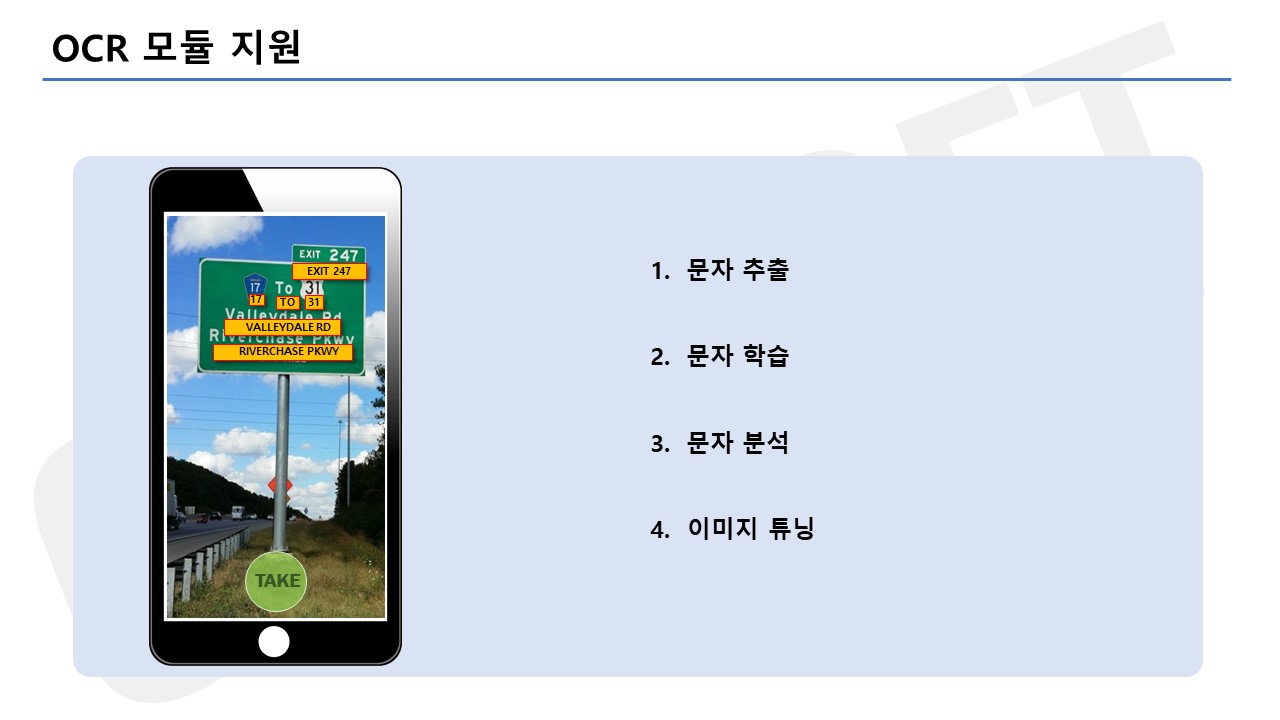 OCR 모듈 지원
EXIT 247
EXIT 247
17 To 31
17 TO 31
Valleydale Rd
VALLEYDALE RD
Riverchase Pkwy
RIVERCHASE PKWY
TAKE
1. 문자 추출
2. 문자 학습
3. 문자 분석
4. 이미지 튜닝